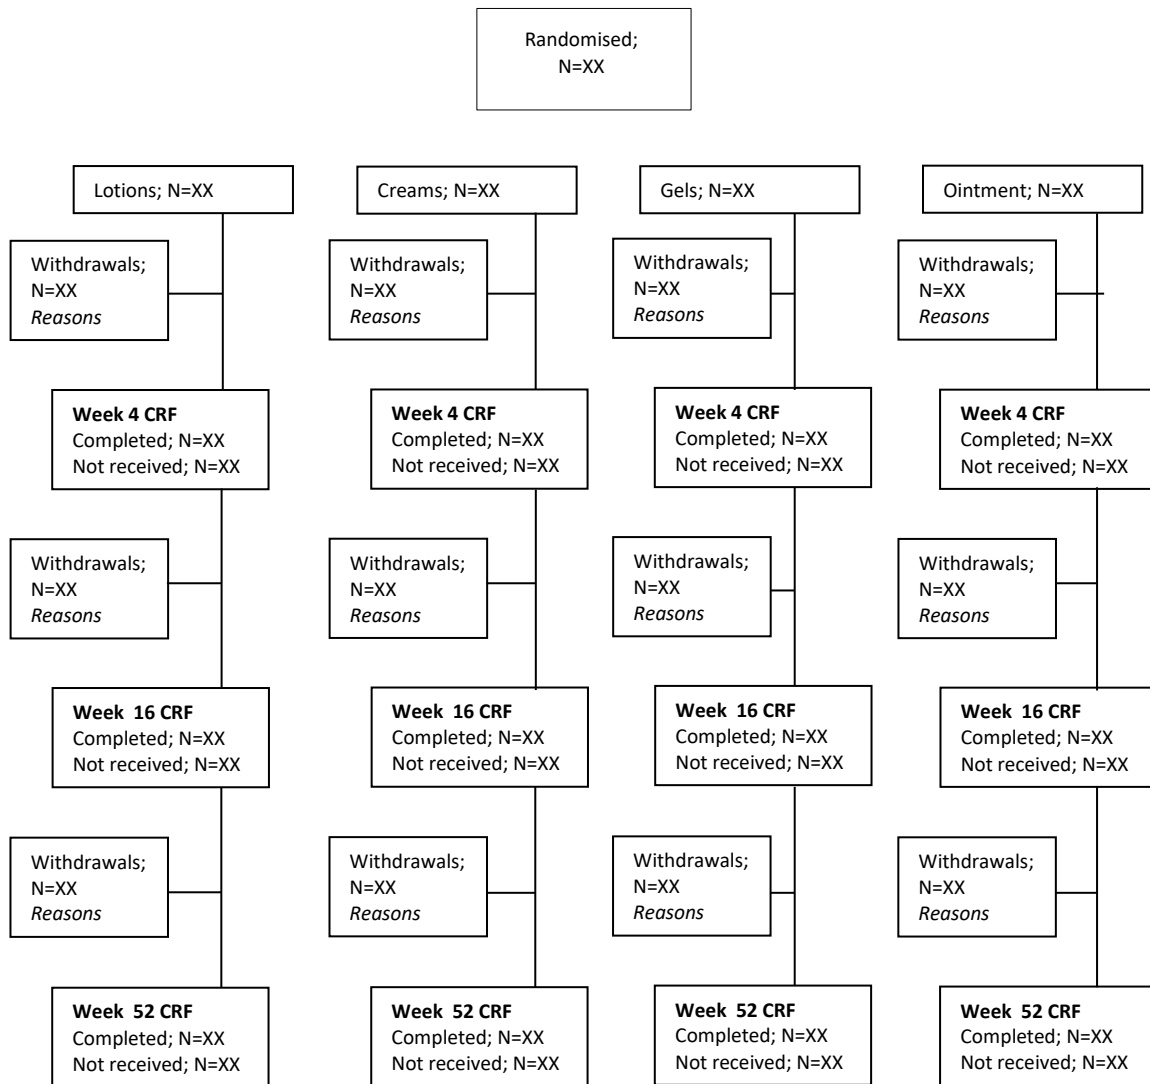 Randomised;
N=XX
Lotions; N=XX
Creams; N=XX
Gels; N=XX
Ointment; N=XX
Withdrawals;
N=XX
Reasons
Withdrawals;
N=XX
Reasons
Withdrawals;
N=XX
Reasons
Withdrawals;
N=XX
Reasons
Week 4 CRF
Completed; N=XX
Not received; N=XX
Week 4 CRF
Completed; N=XX
Not received; N=XX
Week 4 CRF
Completed; N=XX
Not received; N=XX
Week 4 CRF
Completed; N=XX
Not received; N=XX
Withdrawals;
N=XX
Reasons
Withdrawals;
N=XX
Reasons
Withdrawals;
N=XX
Reasons
Withdrawals;
N=XX
Reasons
Week 16 CRF
Completed; N=XX
Not received; N=XX
Week 16 CRF
Completed; N=XX
Not received; N=XX
Week 16 CRF
Completed; N=XX
Not received; N=XX
Week 16 CRF
Completed; N=XX
Not received; N=XX
Withdrawals;
N=XX
Reasons
Withdrawals;
N=XX
Reasons
Withdrawals;
N=XX
Reasons
Withdrawals;
N=XX
Reasons
Week 52 CRF
Completed; N=XX
Not received; N=XX
Week 52 CRF
Completed; N=XX
Not received; N=XX
Week 52 CRF
Completed; N=XX
Not received; N=XX
Week 52 CRF
Completed; N=XX
Not received; N=XX